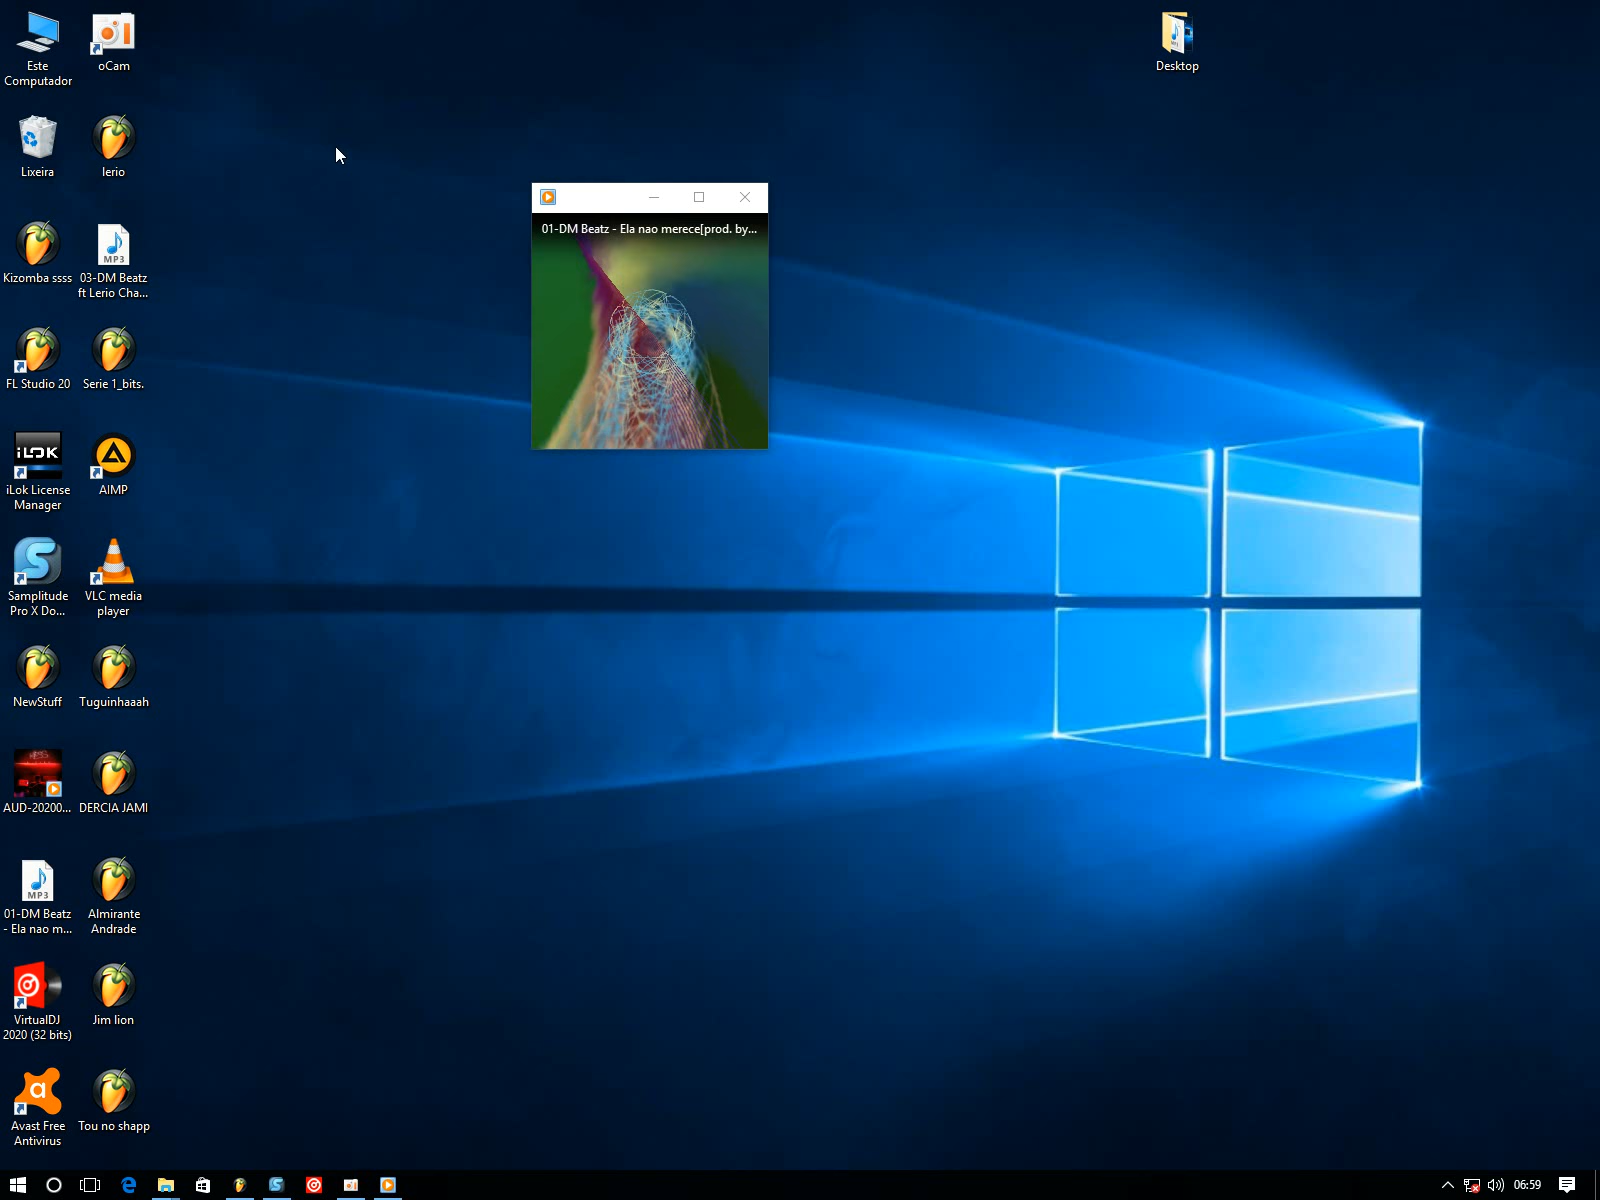 Este
Computador
oCam
Desktop
Lixeira
lerio
Kizomba ssss
MP3
03-DM Beatz
ft Lerio Cha...
FL Studio 20
Serie 1_bits.
iLOK
iLok License
Manager
AIMP
Samplitude
Pro X Do...
VLC media
player
NewStuff
Tuguinhaaah
AUD-20200...
DERCIA JAMI
MP3
01-DM Beatz
- Ela nao m...
Almirante
Andrade
VirtualDJ
2020 (32 bits)
Jim lion
Avast Free
Antivirus
Tou no shapp
01-DM Beatz - Ela nao merece[prod. by...
06:59